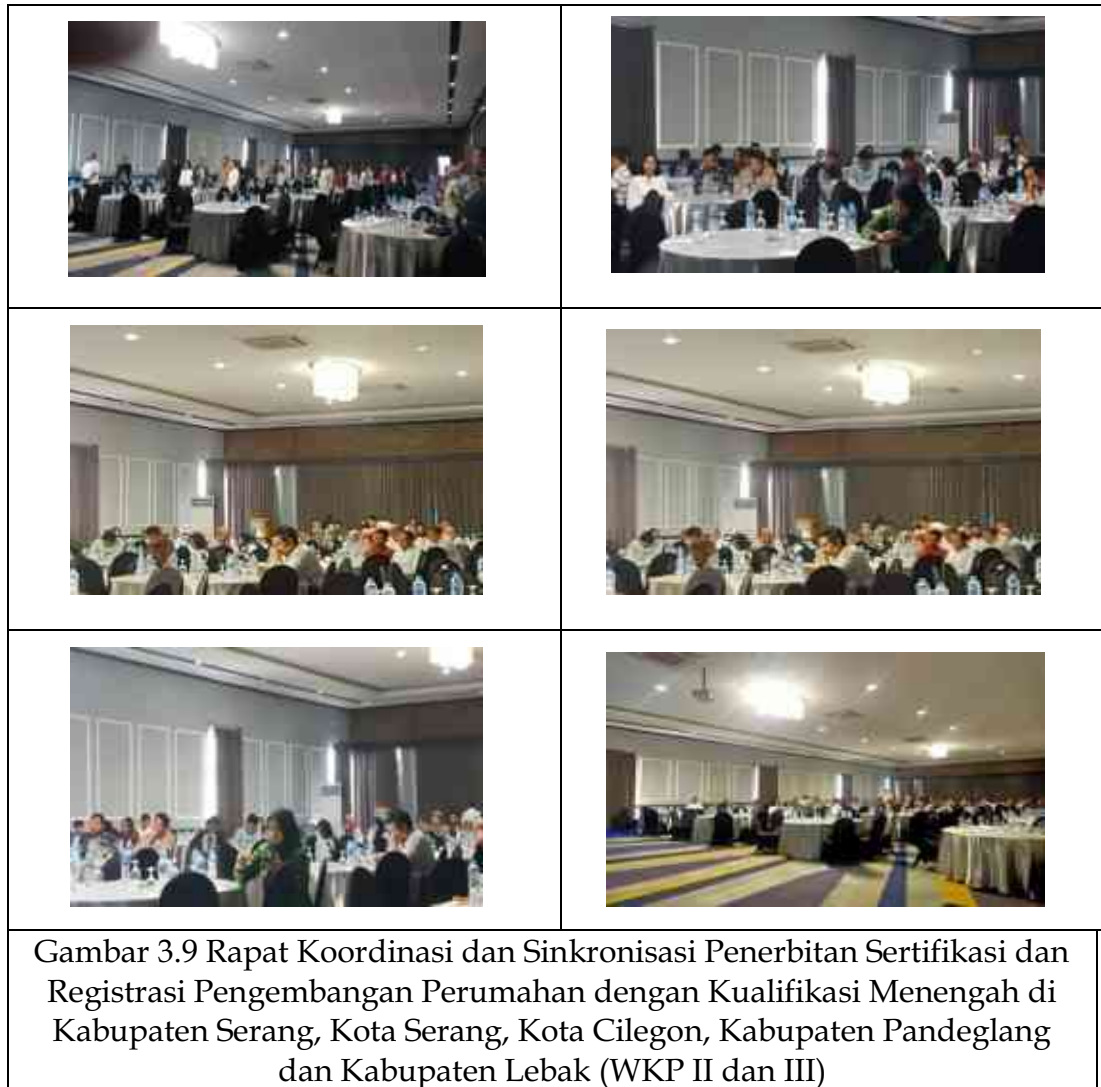 Gambar 3.9 Rapat Koordinasi dan Sinkronisasi Penerbitan Sertifikasi dan
Registrasi Pengembangan Perumahan dengan Kualifikasi Menengah di
Kabupaten Serang, Kota Serang, Kota Cilegon, Kabupaten Pandeglang
dan Kabupaten Lebak (WKP II dan III)